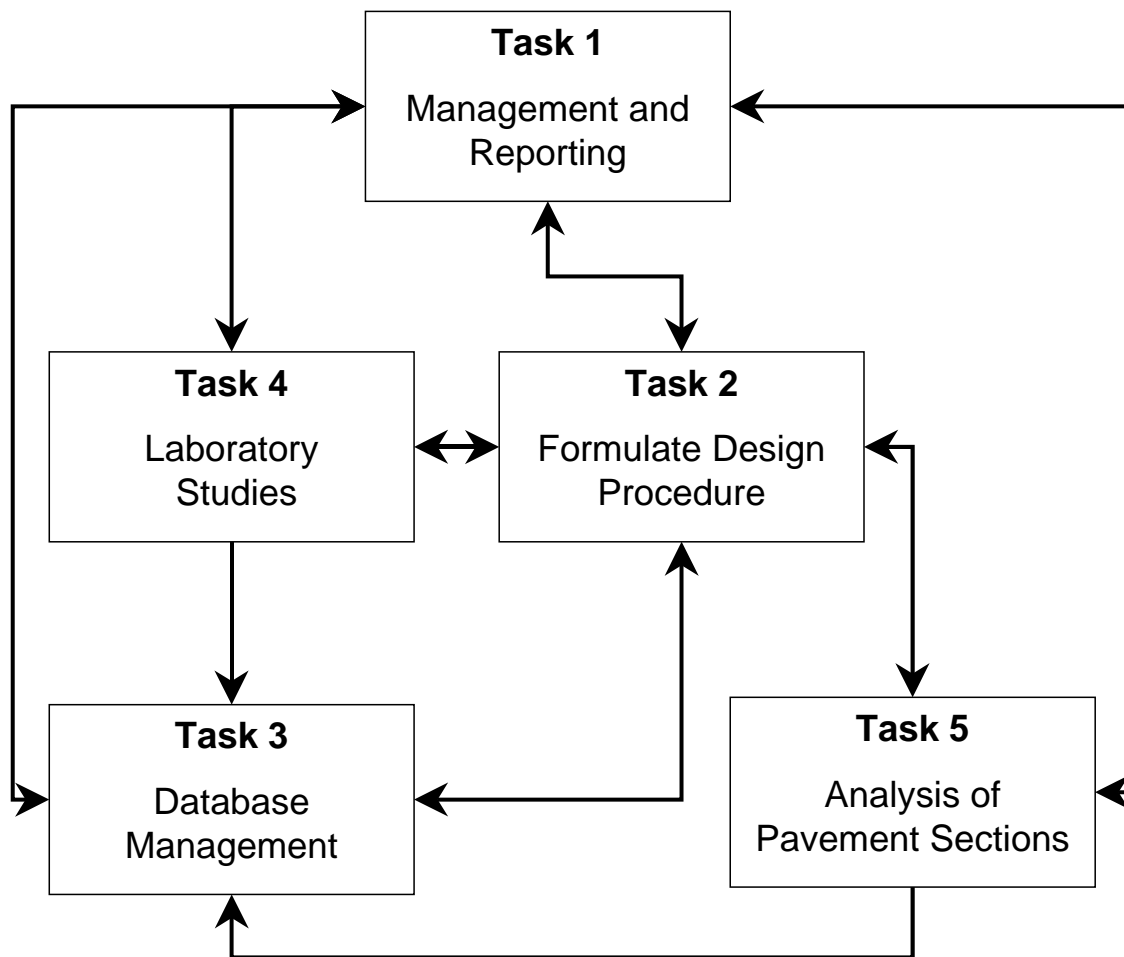 Task 1
Management and
Reporting
Task 4
Laboratory
Studies
Task 2
Formulate Design
Procedure
Task 3
Database
Management
Task 5
Analysis of
Pavement Sections